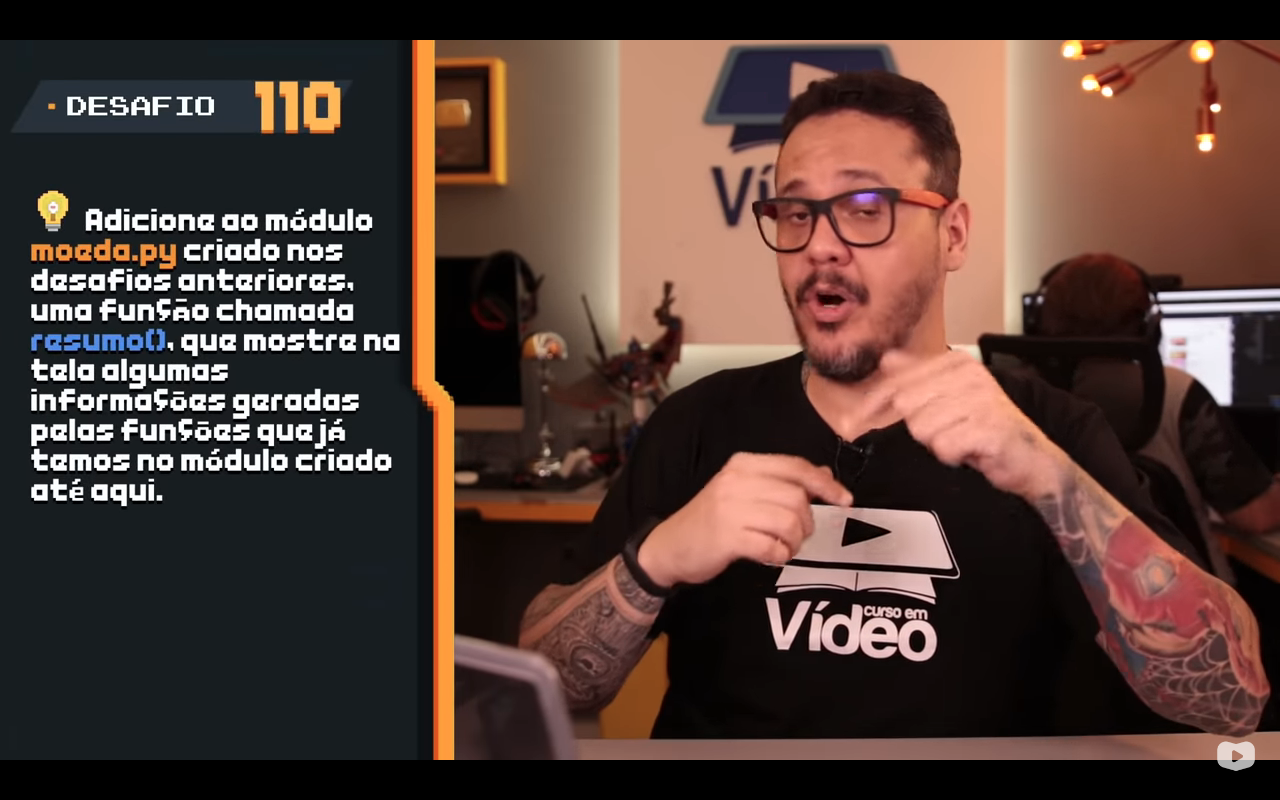 DESAFIO 110
Adicione ao módulo
moeda.py criado nos
desafios anteriores,
uma função chamada
resumo(), que mostre na
tela algumas
informações geradas
pelas funções que já
temos no módulo criado
até aqui.
Ví
curso em
Vídeo